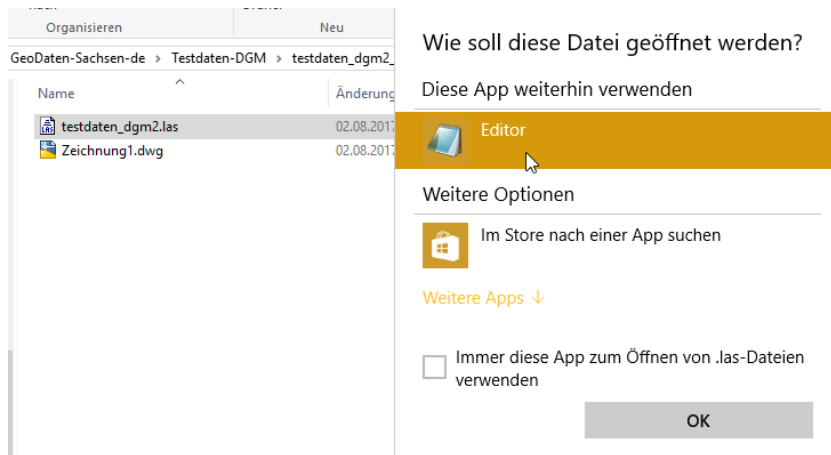 Organisieren
Neu
GeoDaten-Sachsen-de > Testdaten-DGM > testdaten_dgm2_
Name
Änderung
testdaten_dgm2.las
02.08.2017
Zeichnung1.dwg
02.08.2017
Wie soll diese Datei geöffnet werden?
Diese App weiterhin verwenden
Editor
Weitere Optionen
Im Store nach einer App suchen
Weitere Apps ↓
Immer diese App zum Öffnen von .las-Dateien
verwenden
OK